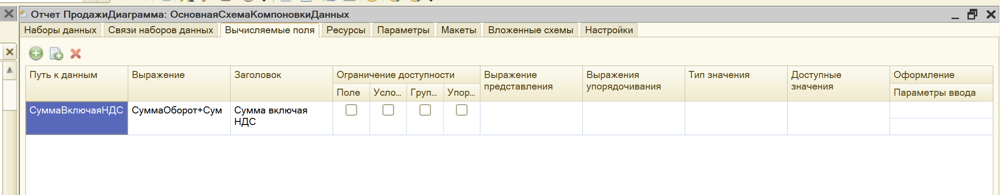 Отчет ПродажиДиаграмма: ОсновнаяСхемаКомпоновкиДанных
Наборы данных Связи наборов данных Вычисляемые поля Ресурсы Параметры Макеты Вложенные схемы Настройки
Путь к данным Выражение Заголовок Ограничение доступности Выражение представления Выражения упорядочивания Тип значения Доступные значения Оформление
Поле Усло... Груп... Упор... Параметры ввода
СуммаВключаяНДС СуммаОборот+Сум Сумма включая
НДС